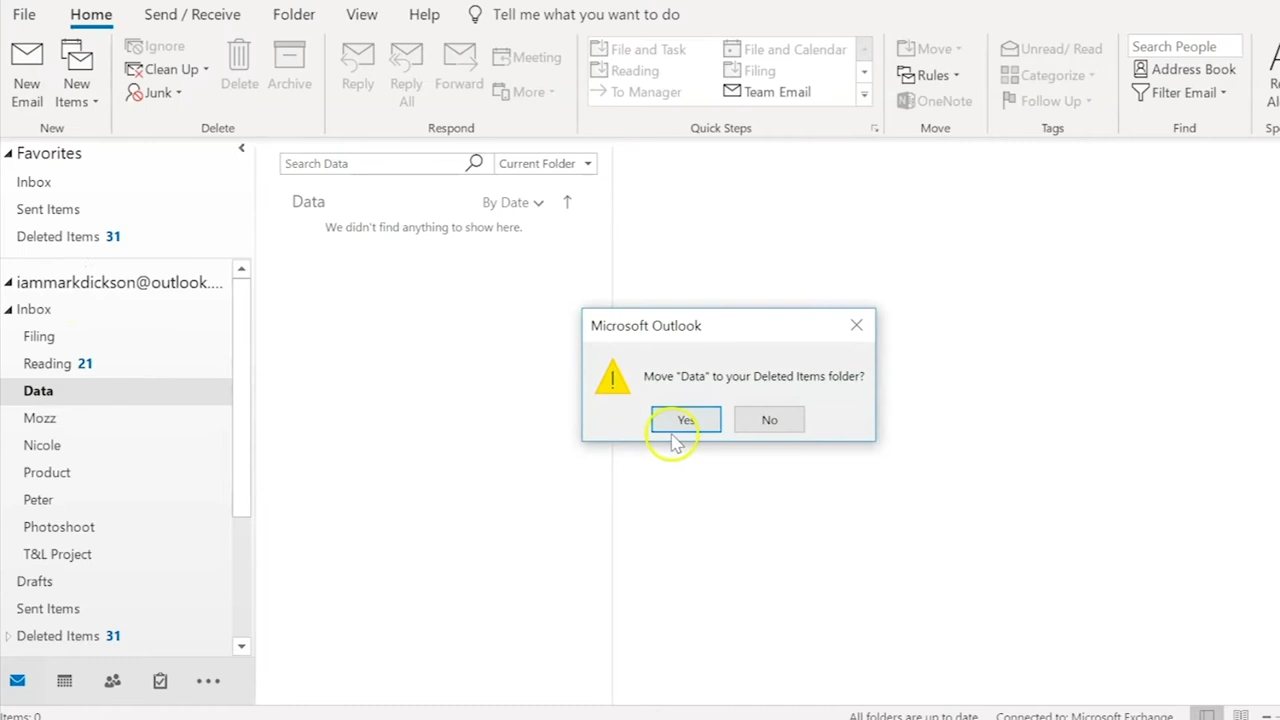 File Home Send / Receive Folder View Help Tell me what you want to do
New Email
New Items
New
Ignore
Clean Up
Junk
Delete
Archive
Delete
Reply
Reply All
Forward
Meeting
More
Respond
File and Task
Reading
To Manager
File and Calendar
Filing
Team Email
Quick Steps
Move
Rules
OneNote
Move
Unread/ Read
Categorize
Follow Up
Tags
Search People
Address Book
Filter Email
Find
Favorites
Inbox
Sent Items
Deleted Items 31
iammarkdickson@outlook....
Inbox
Filing
Reading 21
Data
Mozz
Nicole
Product
Peter
Photoshoot
T&L Project
Drafts
Sent Items
Deleted Items 31
Search Data Current Folder
Data By Date
We didn't find anything to show here.
Microsoft Outlook
Move "Data" to your Deleted Items folder?
Yes No
Items: 0 All folders are up to date. Connected to: Microsoft Exchange